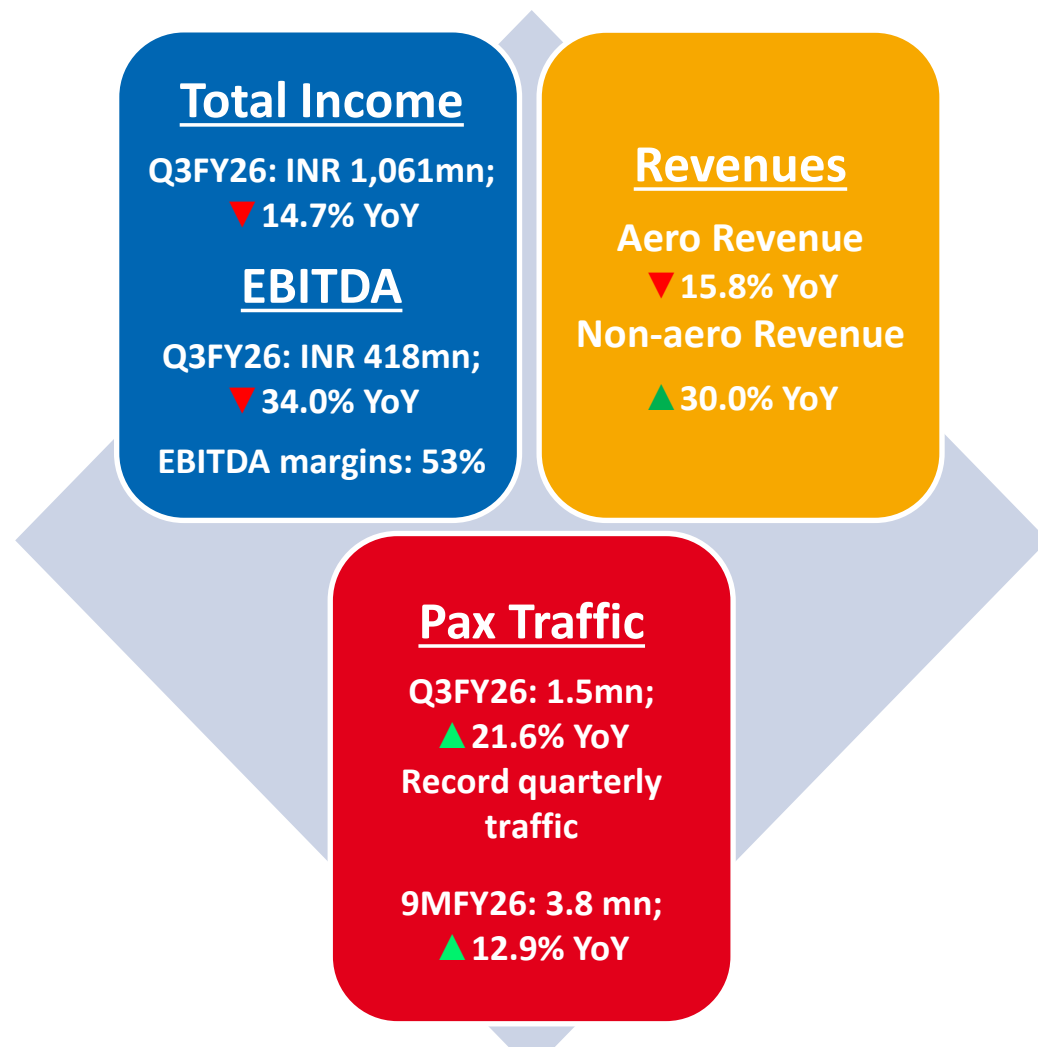 Total Income
Q3FY26: INR 1,061mn;
▼14.7% YoY
EBITDA
Q3FY26: INR 418mn;
▼34.0% YoY
EBITDA margins: 53%
Revenues
Aero Revenue
▼15.8% YoY
Non-aero Revenue
▲30.0% YoY
Pax Traffic
Q3FY26: 1.5mn;
▲21.6% YoY
Record quarterly
traffic
9MFY26: 3.8 mn;
▲12.9% YoY